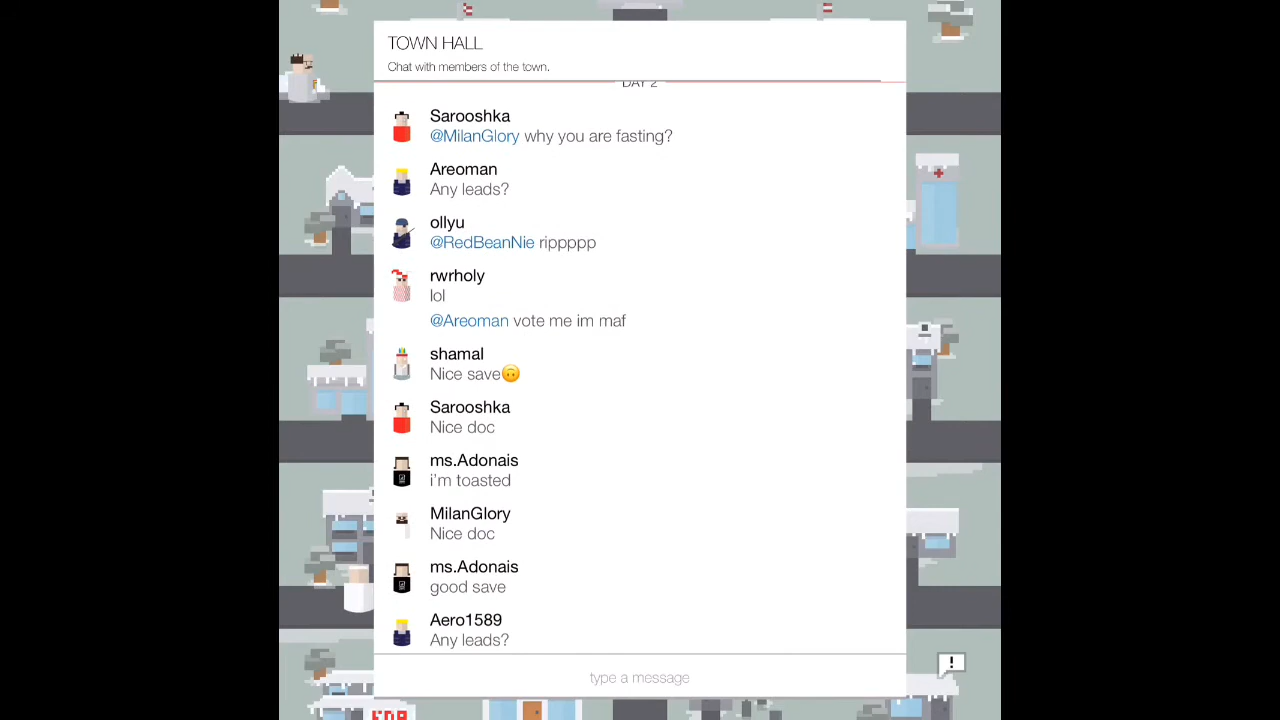 TOWN HALL
Chat with members of the town.
DAY 2
Sarooshka
@MilanGlory why you are fasting?
Areoman
Any leads?
ollyu
@RedBeanNie rippppp
rwrholy
lol
@Areoman vote me im maf
shamal
Nice save🙃
Sarooshka
Nice doc
ms.Adonais
i'm toasted
MilanGlory
Nice doc
ms.Adonais
good save
Aero1589
Any leads?
!
type a message